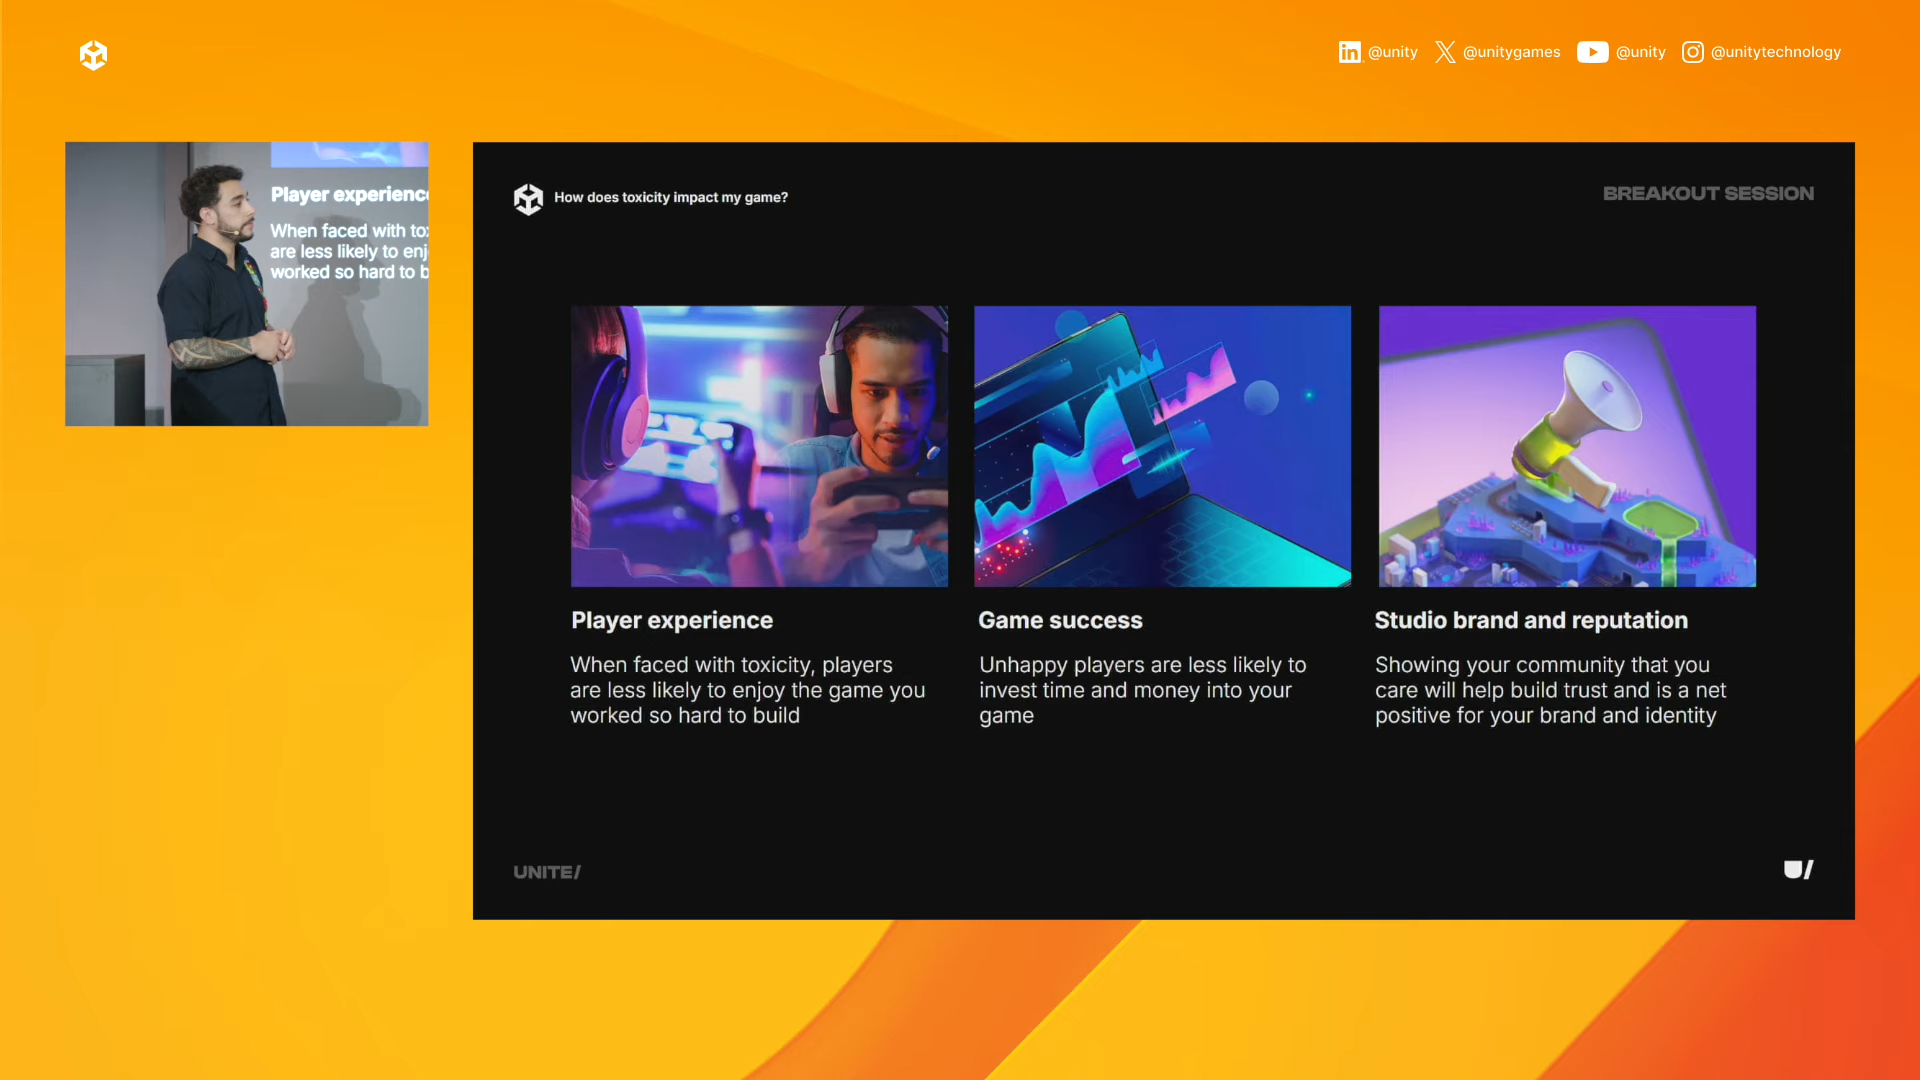 @unity
@unitygames
@unity
@unitytechnology
Player experience
When faced with to
are less likely to enj
worked so hard to b
How does toxicity impact my game?
BREAKOUT SESSION
Player experience
When faced with toxicity, players
are less likely to enjoy the game you
worked so hard to build
Game success
Unhappy players are less likely to
invest time and money into your
game
Studio brand and reputation
Showing your community that you
care will help build trust and is a net
positive for your brand and identity
UNITE/
U/